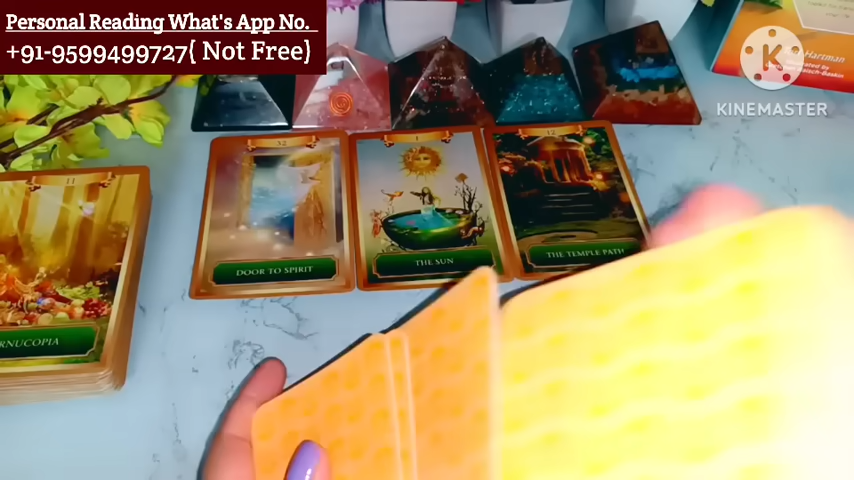 Personal Reading What's App No.
+91-9599499727{ Not Free}
Hartman
KINEMASTER
32
DOOR TO SPIRIT
1
THE SUN
12
THE TEMPLE PATH
11
RNUCOPIA